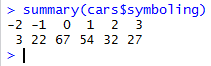 > summary(cars$symboling)
-2 -1 0 1 2 3
3 22 67 54 32 27
>